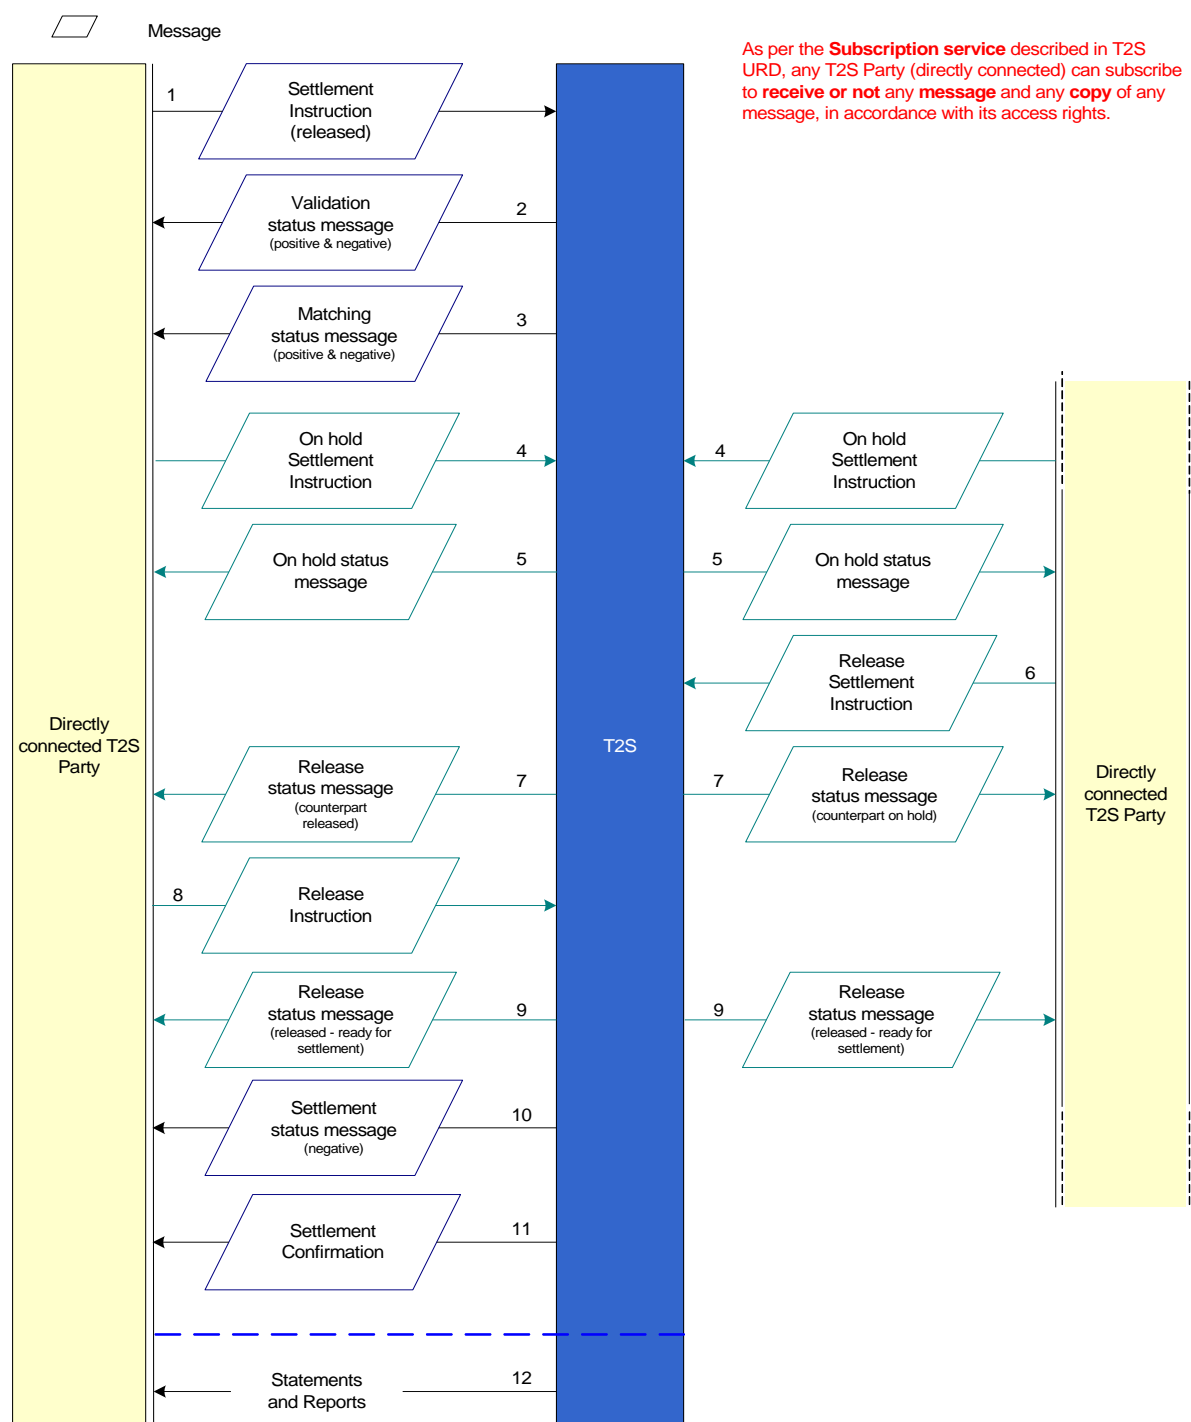 Message
As per the Subscription service described in T2S
URD, any T2S Party (directly connected) can subscribe
to receive or not any message and any copy of any
message, in accordance with its access rights.
1
Settlement
Instruction
(released)
Validation
status message
(positive & negative)
2
Matching
status message
(positive & negative)
3
On hold
Settlement
Instruction
4
4
On hold
Settlement
Instruction
On hold status
message
5
5
On hold status
message
Release
Settlement
Instruction
6
Directly
connected T2S
Party
T2S
Release
status message
(counterpart
released)
7
7
Release
status message
(counterpart on hold)
Directly
connected
T2S Party
8
Release
Instruction
Release
status message
(released - ready for
settlement)
9
9
Release
status message
(released - ready for
settlement)
Settlement
status message
(negative)
10
Settlement
Confirmation
11
Statements
and Reports
12